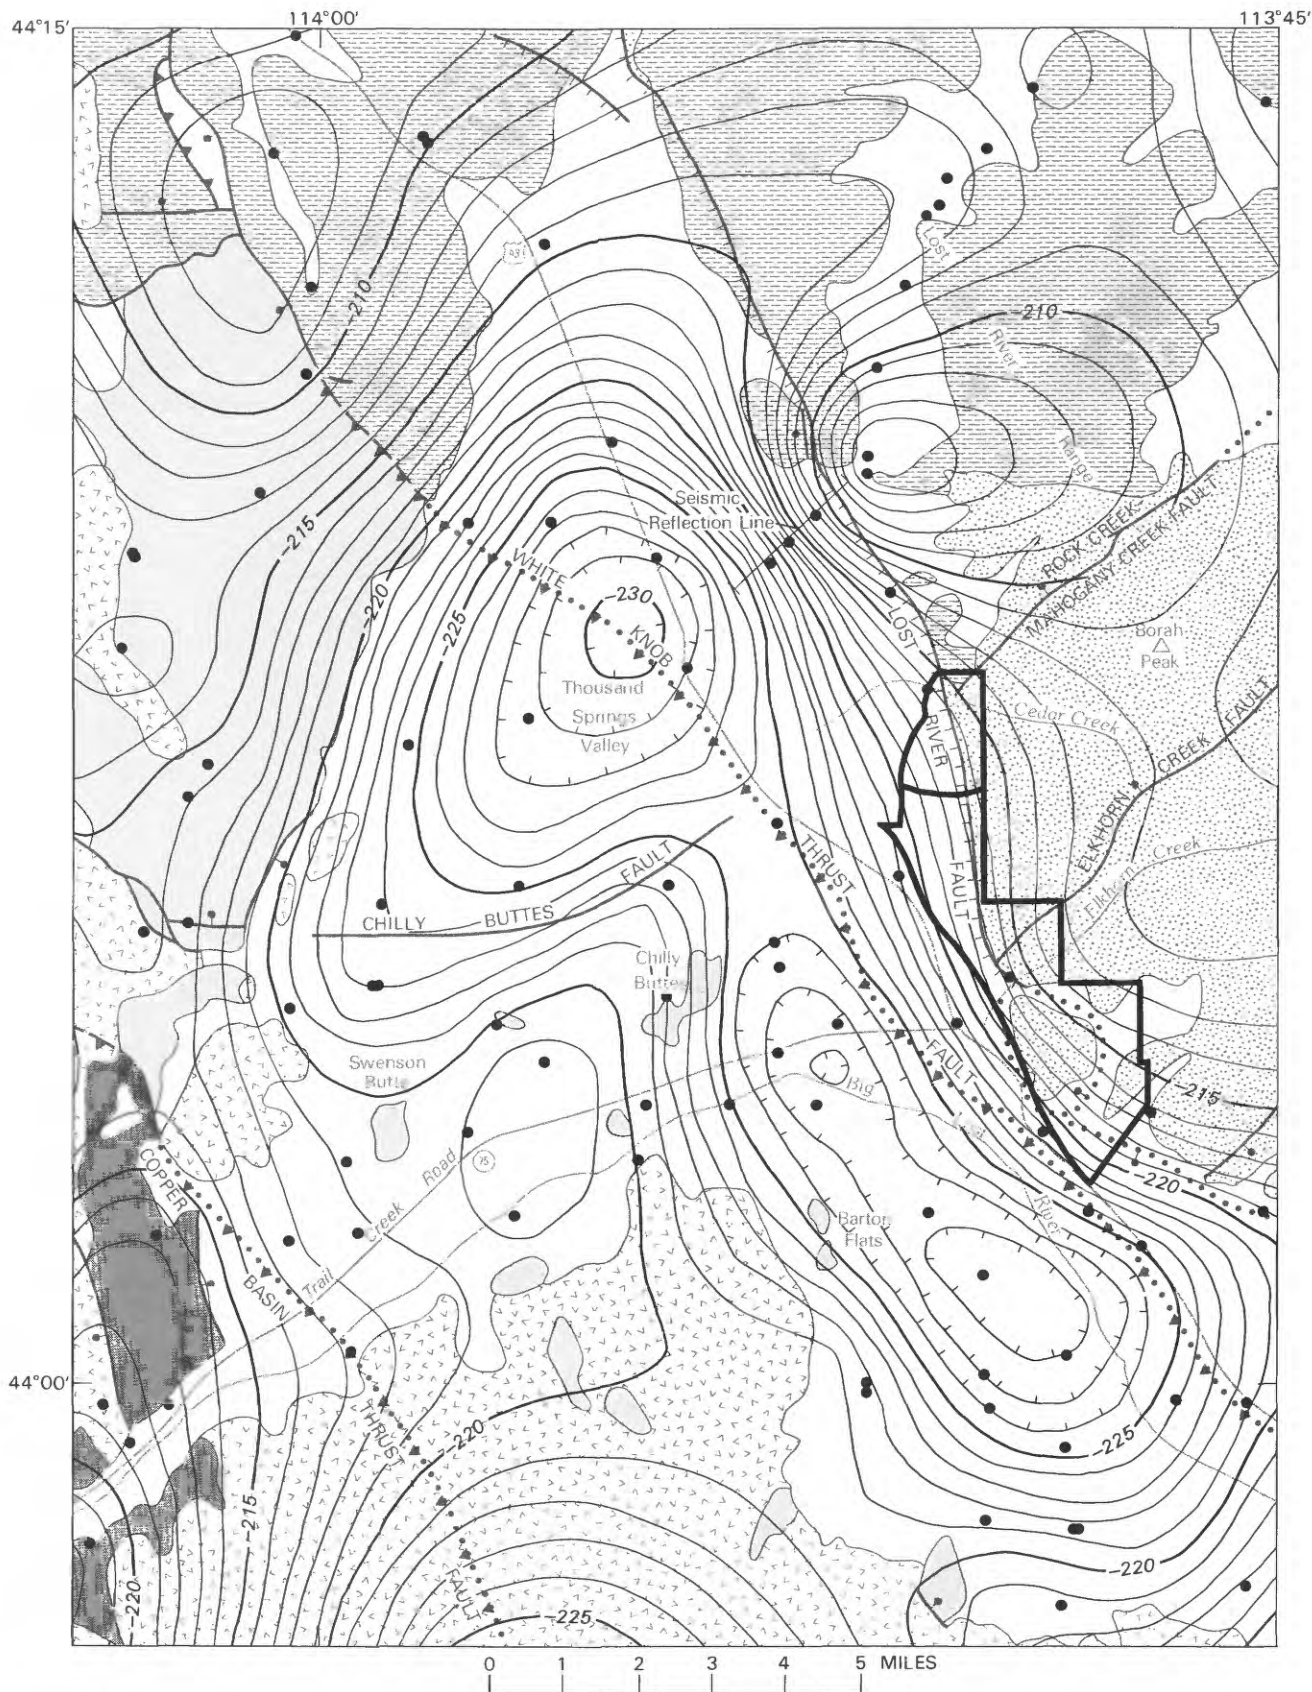 44°15′
114°00′
113°45′
93
Lost
River
Range
-210
-210
-215
-220
-225
-230
Seismic
Reflection Line
WHITE
KNOB
THRUST
FAULT
Thousand
Springs
Valley
ROCK CREEK
MAHOGANY CREEK FAULT
Borah
Peak
LOST
RIVER
FAULT
Cedar Creek
ELKHORN
CREEK
FAULT
Elkhorn Creek
CHILLY
BUTTES
FAULT
Chilly
Buttes
Swenson
Butte
Big
Lost
River
-215
-220
Barton
Flats
COPPER
BASIN
THRUST
FAULT
Trail
Creek
Road
75
44°00′
-220
-215
-220
-225
-225
-220
0 1 2 3 4 5 MILES